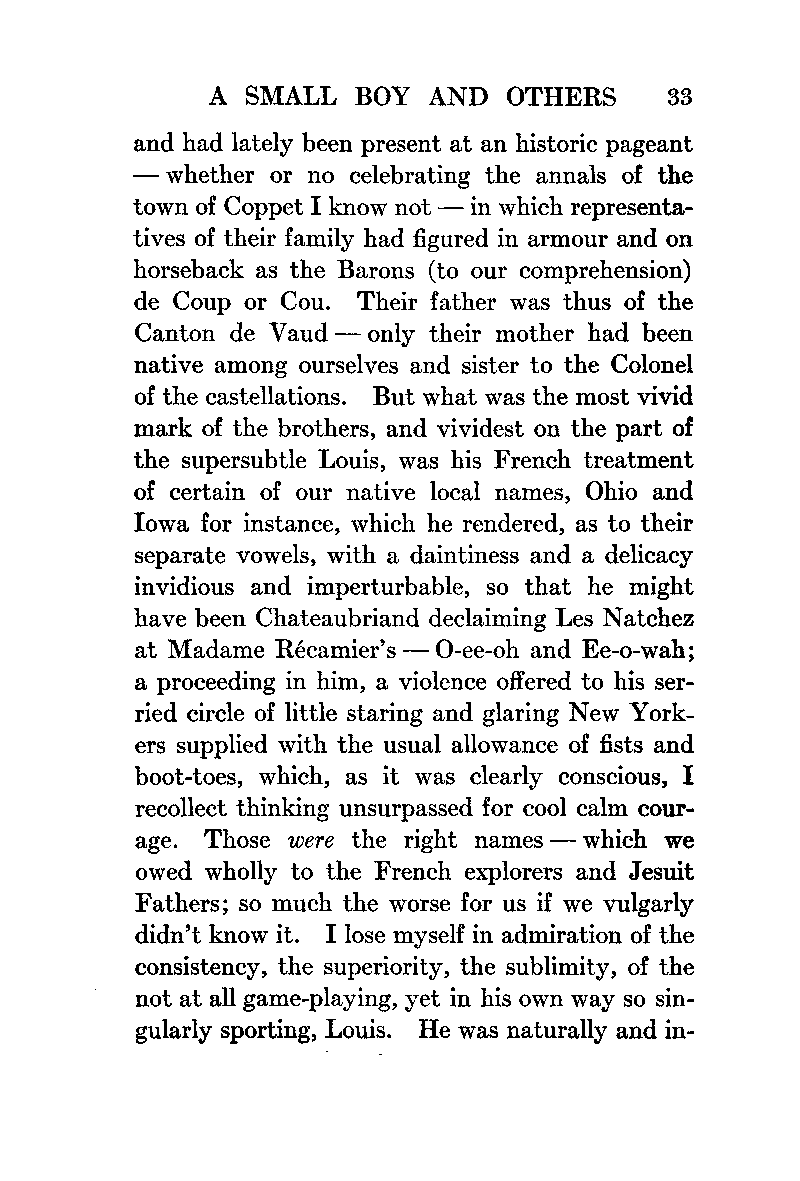 A SMALL BOY AND OTHERS 33
and had lately been present at an historic pageant
— whether or no celebrating the annals of the
town of Coppet I know not — in which representa-
tives of their family had figured in armour and on
horseback as the Barons (to our comprehension)
de Coup or Cou. Their father was thus of the
Canton de Vaud — only their mother had been
native among ourselves and sister to the Colonel
of the castellations. But what was the most vivid
mark of the brothers, and vividest on the part of
the supersubtle Louis, was his French treatment
of certain of our native local names, Ohio and
Iowa for instance, which he rendered, as to their
separate vowels, with a daintiness and a delicacy
invidious and imperturbable, so that he might
have been Chateaubriand declaiming Les Natchez
at Madame Récamier's — O-ee-oh and Ee-o-wah;
a proceeding in him, a violence offered to his ser-
ried circle of little staring and glaring New York-
ers supplied with the usual allowance of fists and
boot-toes, which, as it was clearly conscious, I
recollect thinking unsurpassed for cool calm cour-
age. Those were the right names — which we
owed wholly to the French explorers and Jesuit
Fathers; so much the worse for us if we vulgarly
didn't know it. I lose myself in admiration of the
consistency, the superiority, the sublimity, of the
not at all game-playing, yet in his own way so sin-
gularly sporting, Louis. He was naturally and in-